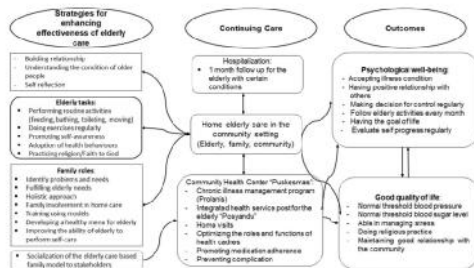 Strategies for
enhancing
effectiveness of elderly
care
- Building relationship
- Understanding the condition of older
people
- Self reflection
Elderly tasks:
• Performing routine activities
(feeding, bathing, toileting, moving)
• Doing exercises regularly
• Promoting self-awareness
• Adoption of health behaviours
• Practicing religion/Faith to God
Family roles:
• Identify problems and needs
• Fulfilling elderly needs
• Holistic approach
• Family involvement in home care
• Training using models
• Developing a healthy menu for elderly
• Improving the ability of elderly to
perform self-care
• Socialization of the elderly care based
family model to stakeholders
Continuing Care
Hospitalization:
• 1 month follow up for the
elderly with certain
conditions
Home elderly care in the
community setting
(Elderly, family, community)
Community Health Center "Puskesmas":
- Chronic illness management program
(Prolanis)
- Integrated health service post for the
elderly "Posyandu"
- Home visits
- Optimizing the roles and functions of
health cadres
- Promoting medication adherence
- Preventing complication
Outcomes
Psychological well-being:
- Accepting illness condition
- Having positive relationship with
others
- Making decision for control regularly
- Follow elderly activities every month
- Having the goal of life
- Evaluate self progress regularly
Good quality of life:
- Normal threshold blood pressure
- Normal threshold blood sugar level
- Able in managing stress
- Doing religious practice
- Maintaining good relationship with
the community